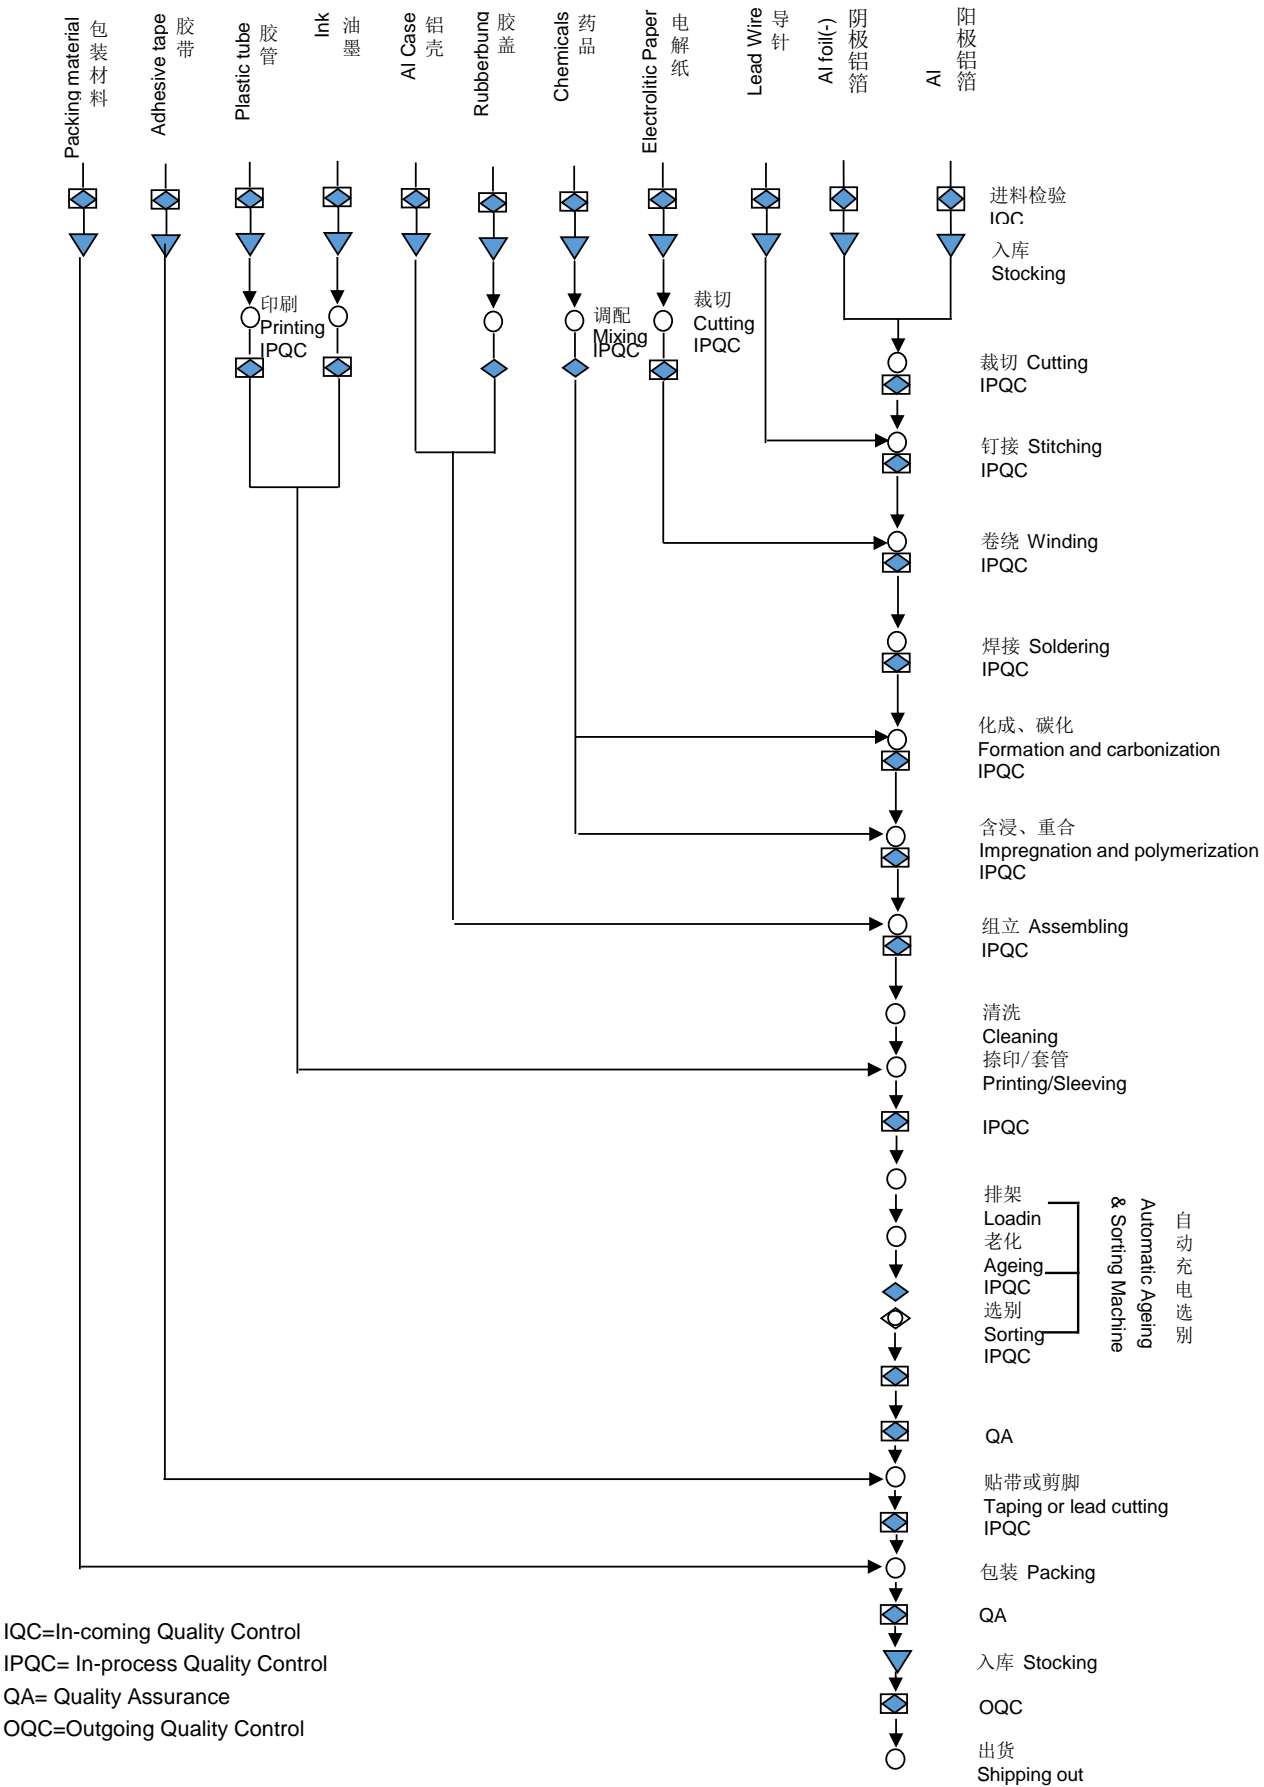 Packing material
包装材料
Adhesive tape
胶带
Plastic tube
胶管
Ink
油墨
Al Case
铝壳
Rubberbung
胶盖
Chemicals
药品
Electrolitic Paper
电解纸
Lead Wire
导针
Al foil(-)
阴极铝箔
Al
阳极铝箔
进料检验
IQC
入库
Stocking
印刷
Printing
IPQC
调配
Mixing
IPQC
裁切
Cutting
IPQC
裁切 Cutting
IPQC
钉接 Stitching
IPQC
卷绕 Winding
IPQC
焊接 Soldering
IPQC
化成、碳化
Formation and carbonization
IPQC
含浸、重合
Impregnation and polymerization
IPQC
组立 Assembling
IPQC
清洗
Cleaning
捺印/套管
Printing/Sleeving
IPQC
排架
Loadin
老化
Ageing
IPQC
选别
Sorting
IPQC
Automatic Ageing
& Sorting Machine
自动充电选别
QA
贴带或剪脚
Taping or lead cutting
IPQC
包装 Packing
QA
入库 Stocking
OQC
出货
Shipping out
IQC=In-coming Quality Control
IPQC= In-process Quality Control
QA= Quality Assurance
OQC=Outgoing Quality Control